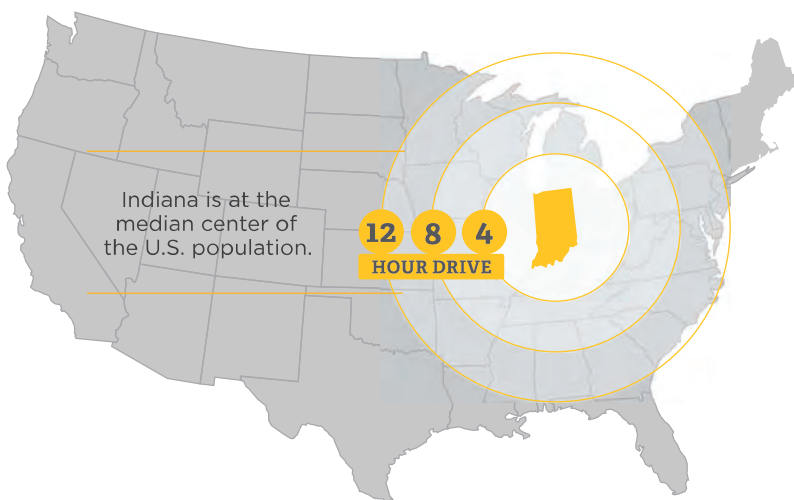 Indiana is at the
median center of
the U.S. population.
12 8 4
HOUR DRIVE